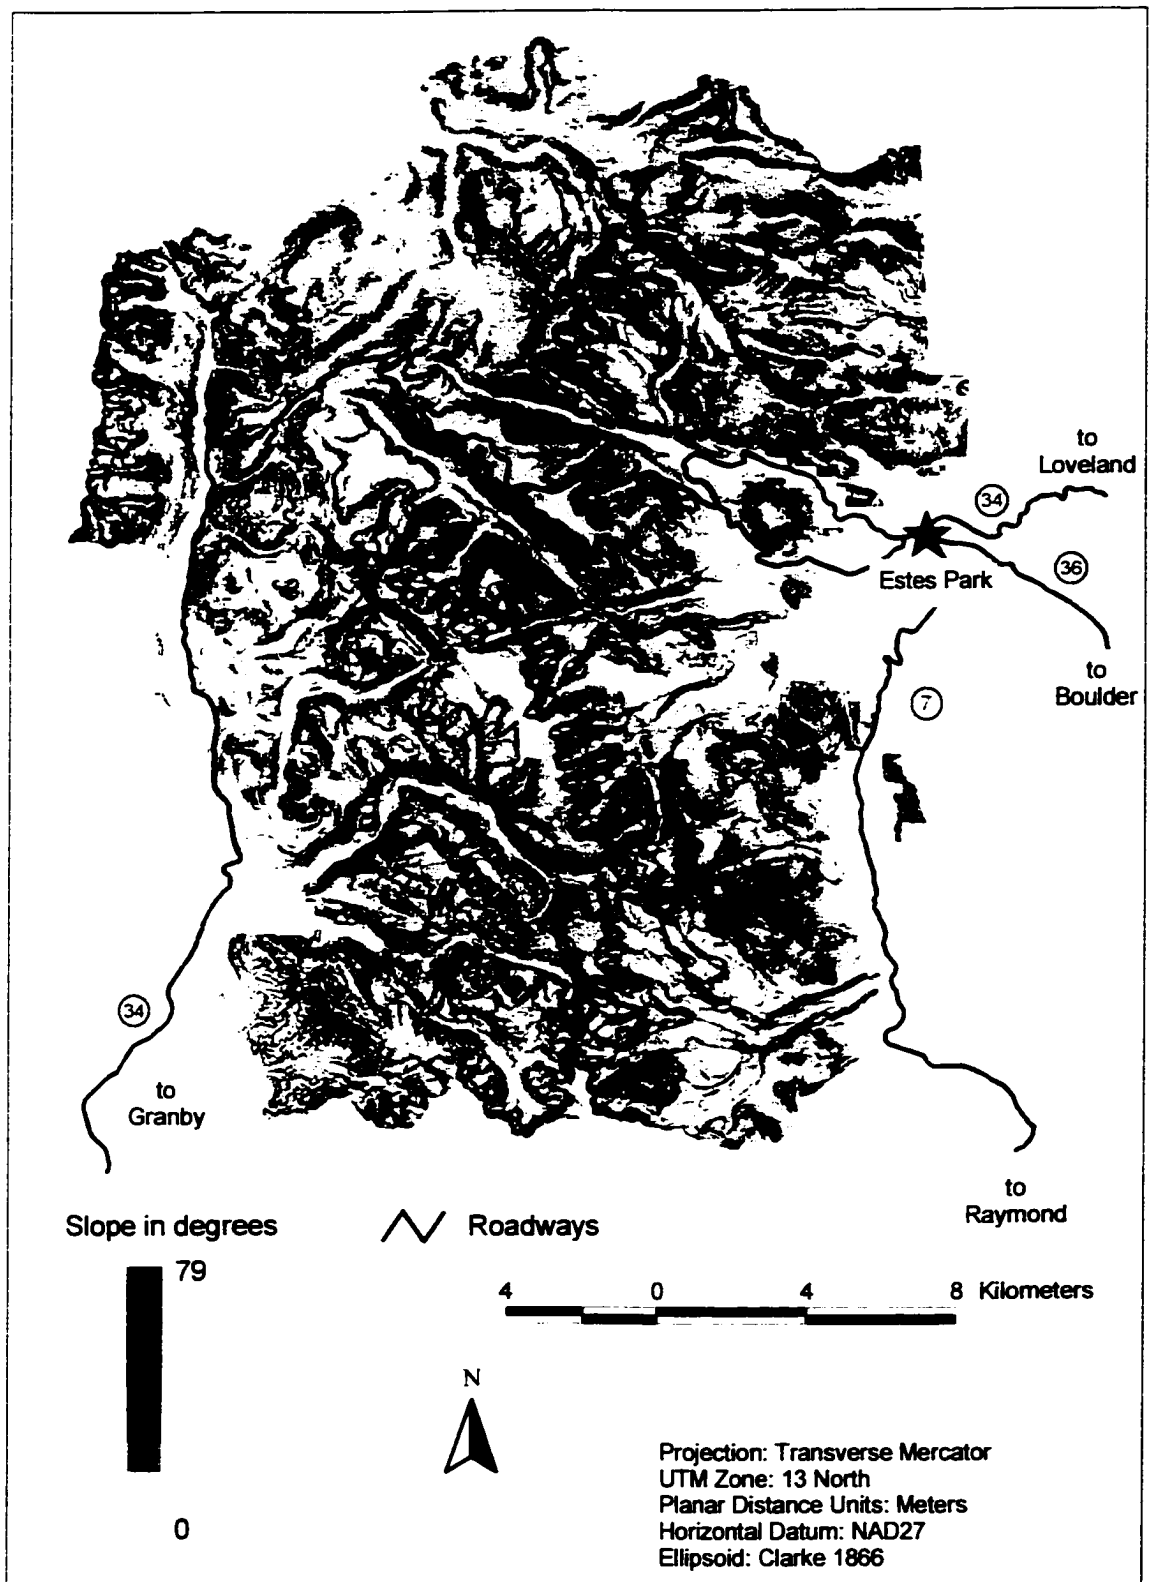 to
Loveland
34
Estes Park
36
to
Boulder
7
34
to
Granby
to
Raymond
Slope in degrees
79
0
Roadways
4 0 4 8 Kilometers
N
Projection: Transverse Mercator
UTM Zone: 13 North
Planar Distance Units: Meters
Horizontal Datum: NAD27
Ellipsoid: Clarke 1866